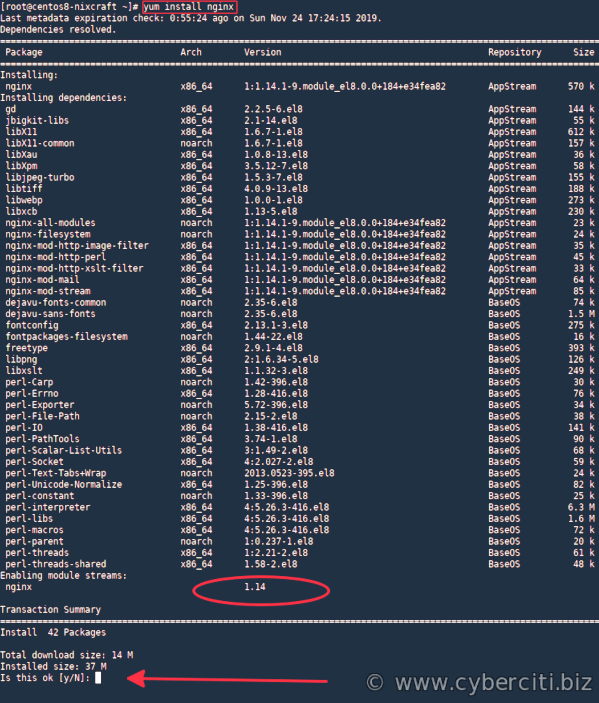 [root@centos8-nixcraft ~]# yum install nginx
Last metadata expiration check: 0:55:24 ago on Sun Nov 24 17:24:15 2019.
Dependencies resolved.
================================================================================
Package Arch Version Repository Size
================================================================================
Installing:
nginx x86_64 1:1.14.1-9.module_el8.0.0+184+e34fea82 AppStream 570 k
Installing dependencies:
gd x86_64 2.2.5-6.el8 AppStream 144 k
jbigkit-libs x86_64 2.1-14.el8 AppStream 55 k
libX11 x86_64 1.6.7-1.el8 AppStream 612 k
libX11-common noarch 1.6.7-1.el8 AppStream 157 k
libXau x86_64 1.0.8-13.el8 AppStream 36 k
libXpm x86_64 3.5.12-7.el8 AppStream 58 k
libjpeg-turbo x86_64 1.5.3-7.el8 AppStream 155 k
libtiff x86_64 4.0.9-13.el8 AppStream 188 k
libwebp x86_64 1.0.0-1.el8 AppStream 273 k
libxcb x86_64 1.13-5.el8 AppStream 230 k
nginx-all-modules noarch 1:1.14.1-9.module_el8.0.0+184+e34fea82 AppStream 23 k
nginx-filesystem noarch 1:1.14.1-9.module_el8.0.0+184+e34fea82 AppStream 24 k
nginx-mod-http-image-filter x86_64 1:1.14.1-9.module_el8.0.0+184+e34fea82 AppStream 35 k
nginx-mod-http-perl x86_64 1:1.14.1-9.module_el8.0.0+184+e34fea82 AppStream 45 k
nginx-mod-http-xslt-filter x86_64 1:1.14.1-9.module_el8.0.0+184+e34fea82 AppStream 33 k
nginx-mod-mail x86_64 1:1.14.1-9.module_el8.0.0+184+e34fea82 AppStream 64 k
nginx-mod-stream x86_64 1:1.14.1-9.module_el8.0.0+184+e34fea82 AppStream 85 k
dejavu-fonts-common noarch 2.35-6.el8 BaseOS 74 k
dejavu-sans-fonts noarch 2.35-6.el8 BaseOS 1.5 M
fontconfig x86_64 2.13.1-3.el8 BaseOS 275 k
fontpackages-filesystem noarch 1.44-22.el8 BaseOS 16 k
freetype x86_64 2.9.1-4.el8 BaseOS 393 k
libpng x86_64 2:1.6.34-5.el8 BaseOS 126 k
libxslt x86_64 1.1.32-3.el8 BaseOS 249 k
perl-Carp noarch 1.42-396.el8 BaseOS 30 k
perl-Errno x86_64 1.28-416.el8 BaseOS 76 k
perl-Exporter noarch 5.72-396.el8 BaseOS 34 k
perl-File-Path noarch 2.15-2.el8 BaseOS 38 k
perl-IO x86_64 1.38-416.el8 BaseOS 141 k
perl-PathTools x86_64 3.74-1.el8 BaseOS 90 k
perl-Scalar-List-Utils x86_64 3:1.49-2.el8 BaseOS 68 k
perl-Socket x86_64 4:2.027-2.el8 BaseOS 59 k
perl-Text-Tabs+Wrap noarch 2013.0523-395.el8 BaseOS 24 k
perl-Unicode-Normalize x86_64 1.25-396.el8 BaseOS 82 k
perl-constant noarch 1.33-396.el8 BaseOS 25 k
perl-interpreter x86_64 4:5.26.3-416.el8 BaseOS 6.3 M
perl-libs x86_64 4:5.26.3-416.el8 BaseOS 1.6 M
perl-macros x86_64 4:5.26.3-416.el8 BaseOS 72 k
perl-parent noarch 1:0.237-1.el8 BaseOS 20 k
perl-threads x86_64 1:2.21-2.el8 BaseOS 61 k
perl-threads-shared x86_64 1.58-2.el8 BaseOS 48 k
Enabling module streams:
nginx 1.14
Transaction Summary
================================================================================
Install 42 Packages
Total download size: 14 M
Installed size: 37 M
Is this ok [y/N]:
© www.cyberciti.biz